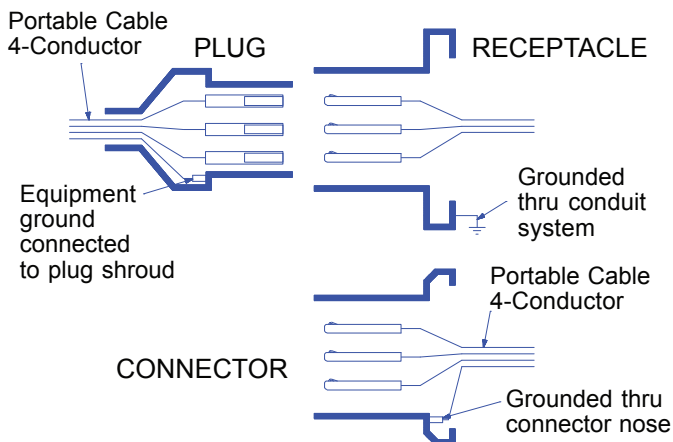 Portable Cable
4-Conductor
PLUG
RECEPTACLE
Equipment
ground
connected
to plug shroud
Grounded
thru conduit
system
Portable Cable
4-Conductor
CONNECTOR
Grounded thru
connector nose